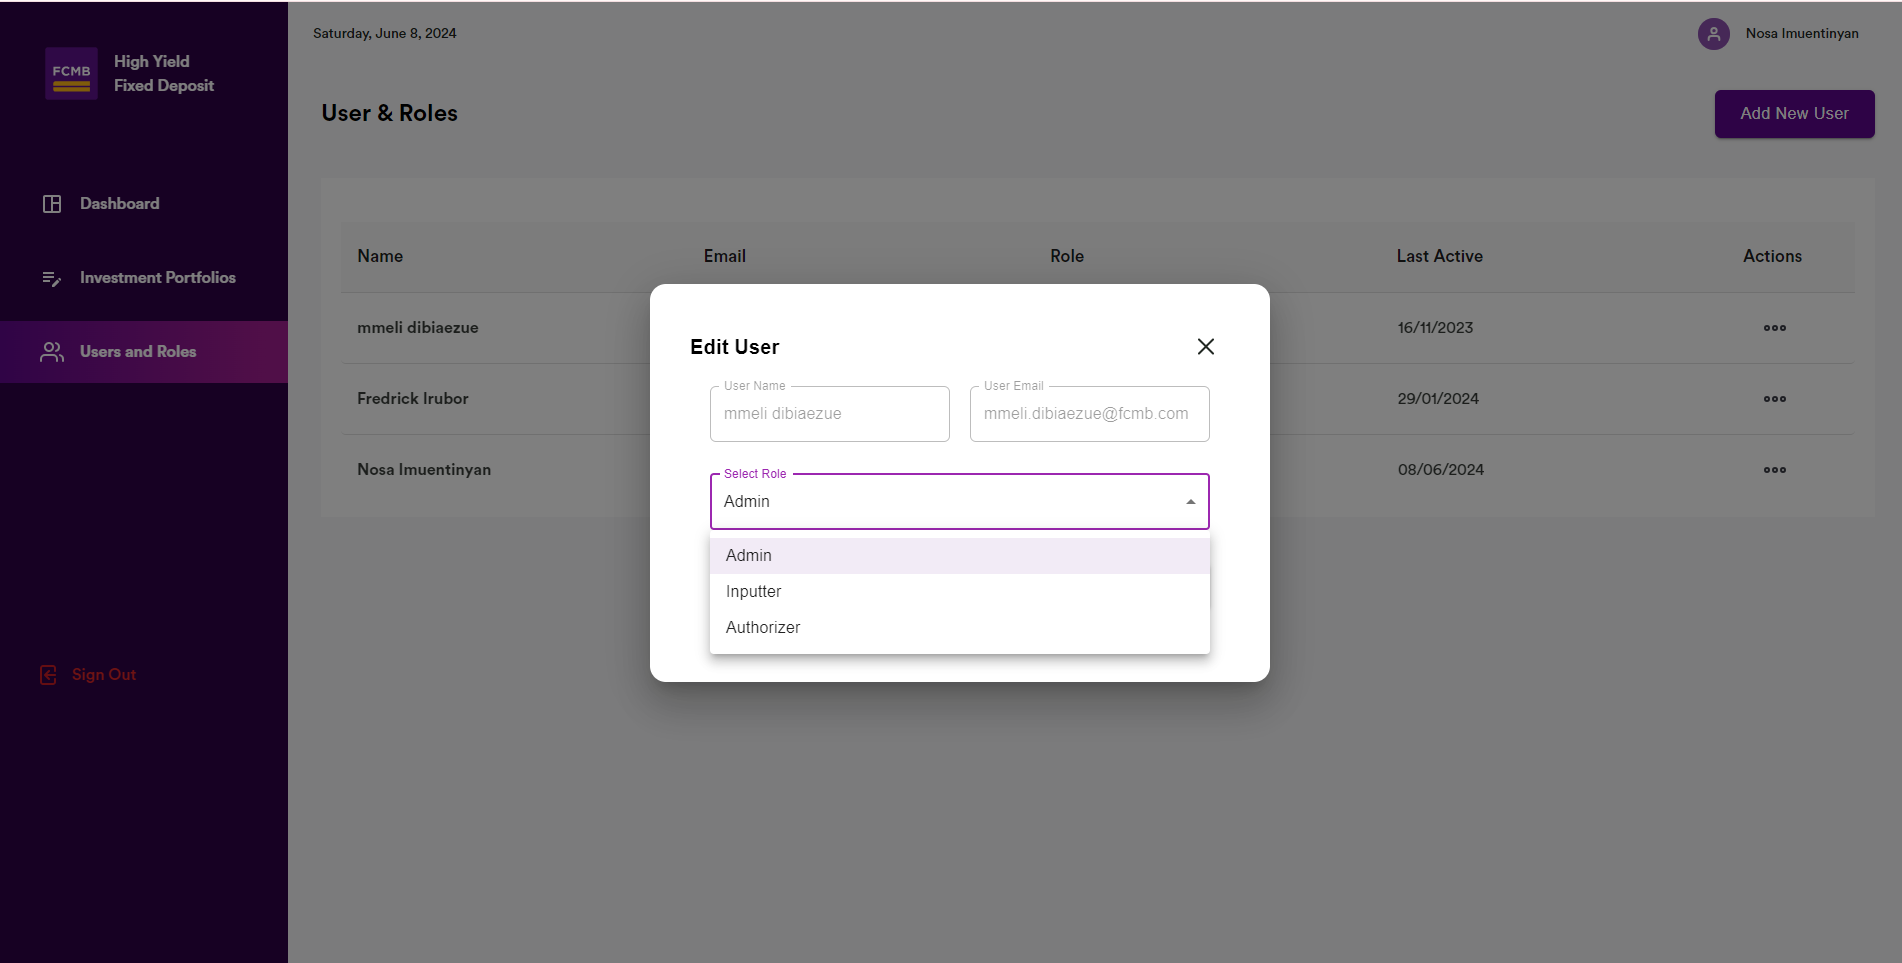 Saturday, June 8, 2024
Nosa Imuentinyan
FCMB
High Yield
Fixed Deposit
User & Roles
Add New User
Dashboard
Investment Portfolios
Users and Roles
Sign Out
Name Email Role Last Active Actions
mmeli dibiaezue 16/11/2023
Fredrick Irubor 29/01/2024
Nosa Imuentinyan 08/06/2024
Edit User
User Name
mmeli dibiaezue
User Email
mmeli.dibiaezue@fcmb.com
Select Role
Admin
Admin
Inputter
Authorizer